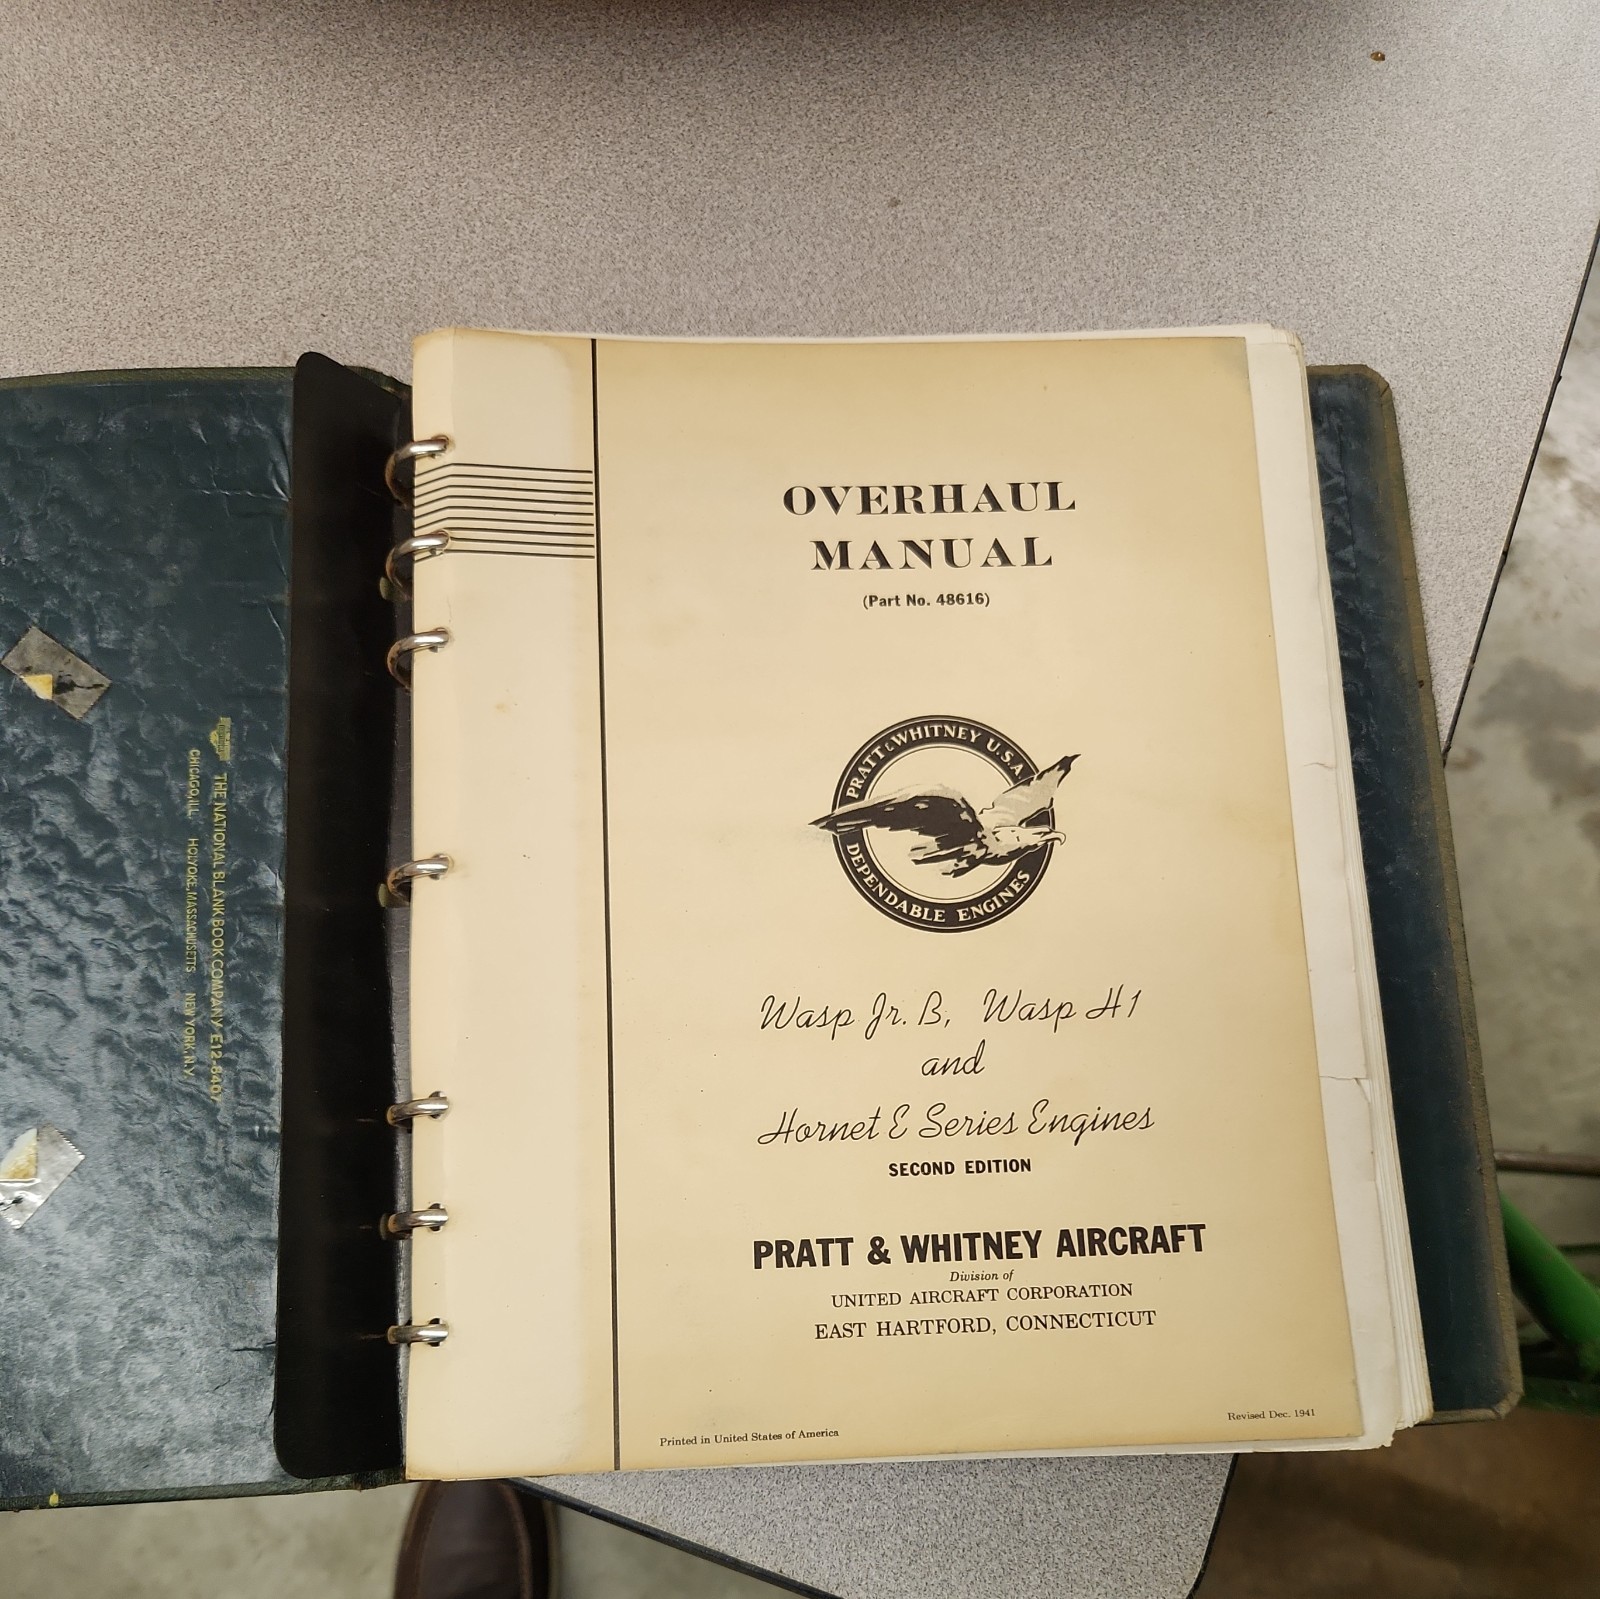 THE NATIONAL BLANK BOOK COMPANY E12-8407
CHICAGO, ILL. HOLYOKE, MASSACHUSETTS NEW YORK, N.Y.
OVERHAUL
MANUAL
(Part No. 48616)
PRATT & WHITNEY U.S.A.
DEPENDABLE ENGINES
Wasp Jr. B, Wasp H1
and
Hornet E Series Engines
SECOND EDITION
PRATT & WHITNEY AIRCRAFT
Division of
UNITED AIRCRAFT CORPORATION
EAST HARTFORD, CONNECTICUT
Printed in United States of America
Revised Dec. 1941